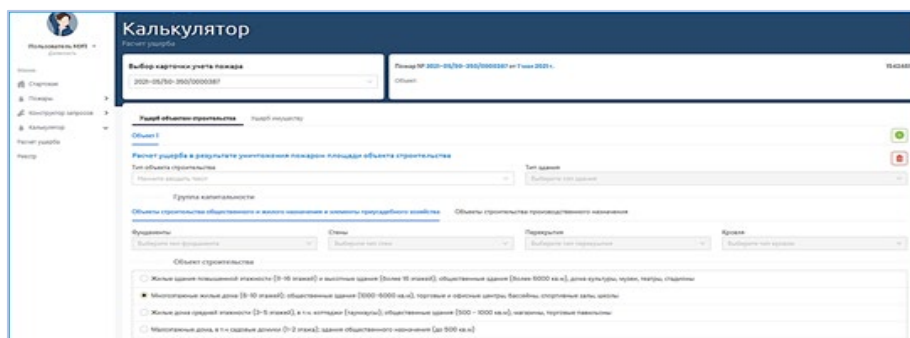 Калькулятор
Расчет ущерба
Пользователь КОП1
Должность
Меню
Стартовая
Пожары
Конструктор запросов
Калькулятор
Расчет ущерба
Реестр
Выбор карточки учета пожара
2021-05/50-350/0000387
Пожар № 2021-05/50-350/0000387 от 7 мая 2021 г.
Объект:
Ущерб объектам строительства
Ущерб имуществу
Объект 1
Расчет ущерба в результате уничтожения пожаром площади объекта строительства
Тип объекта строительства
Тип здания
Начните вводить текст
Выберите тип здания
Группа капитальности
Объекты строительства общественного и жилого назначения и элементы приусадебного хозяйства
Объекты строительства производственного назначения
Фундаменты
Стены
Перекрытия
Кровля
Выберите тип фундамента
Выберите тип стен
Выберите тип перекрытия
Выберите тип кровли
Объект строительства
Жилые здания повышенной этажности (11-16 этажей) и высотные здания (более 16 этажей); общественные здания (более 5000 кв.м), дома культуры, музеи, театры, стадионы
Многоэтажные жилые дома (6-10 этажей); общественные здания (1000-5000 кв.м), торговые и офисные центры, бассейны, спортивные залы, школы
Жилые дома средней этажности (3-5 этажей), в т.ч. коттеджи (таунхаусы); общественные здания (500 - 1000 кв.м); магазины, торговые павильоны
Малоэтажные дома, в т.ч садовые домики (1-2 этажа); здания общественного назначения (до 500 кв.м)